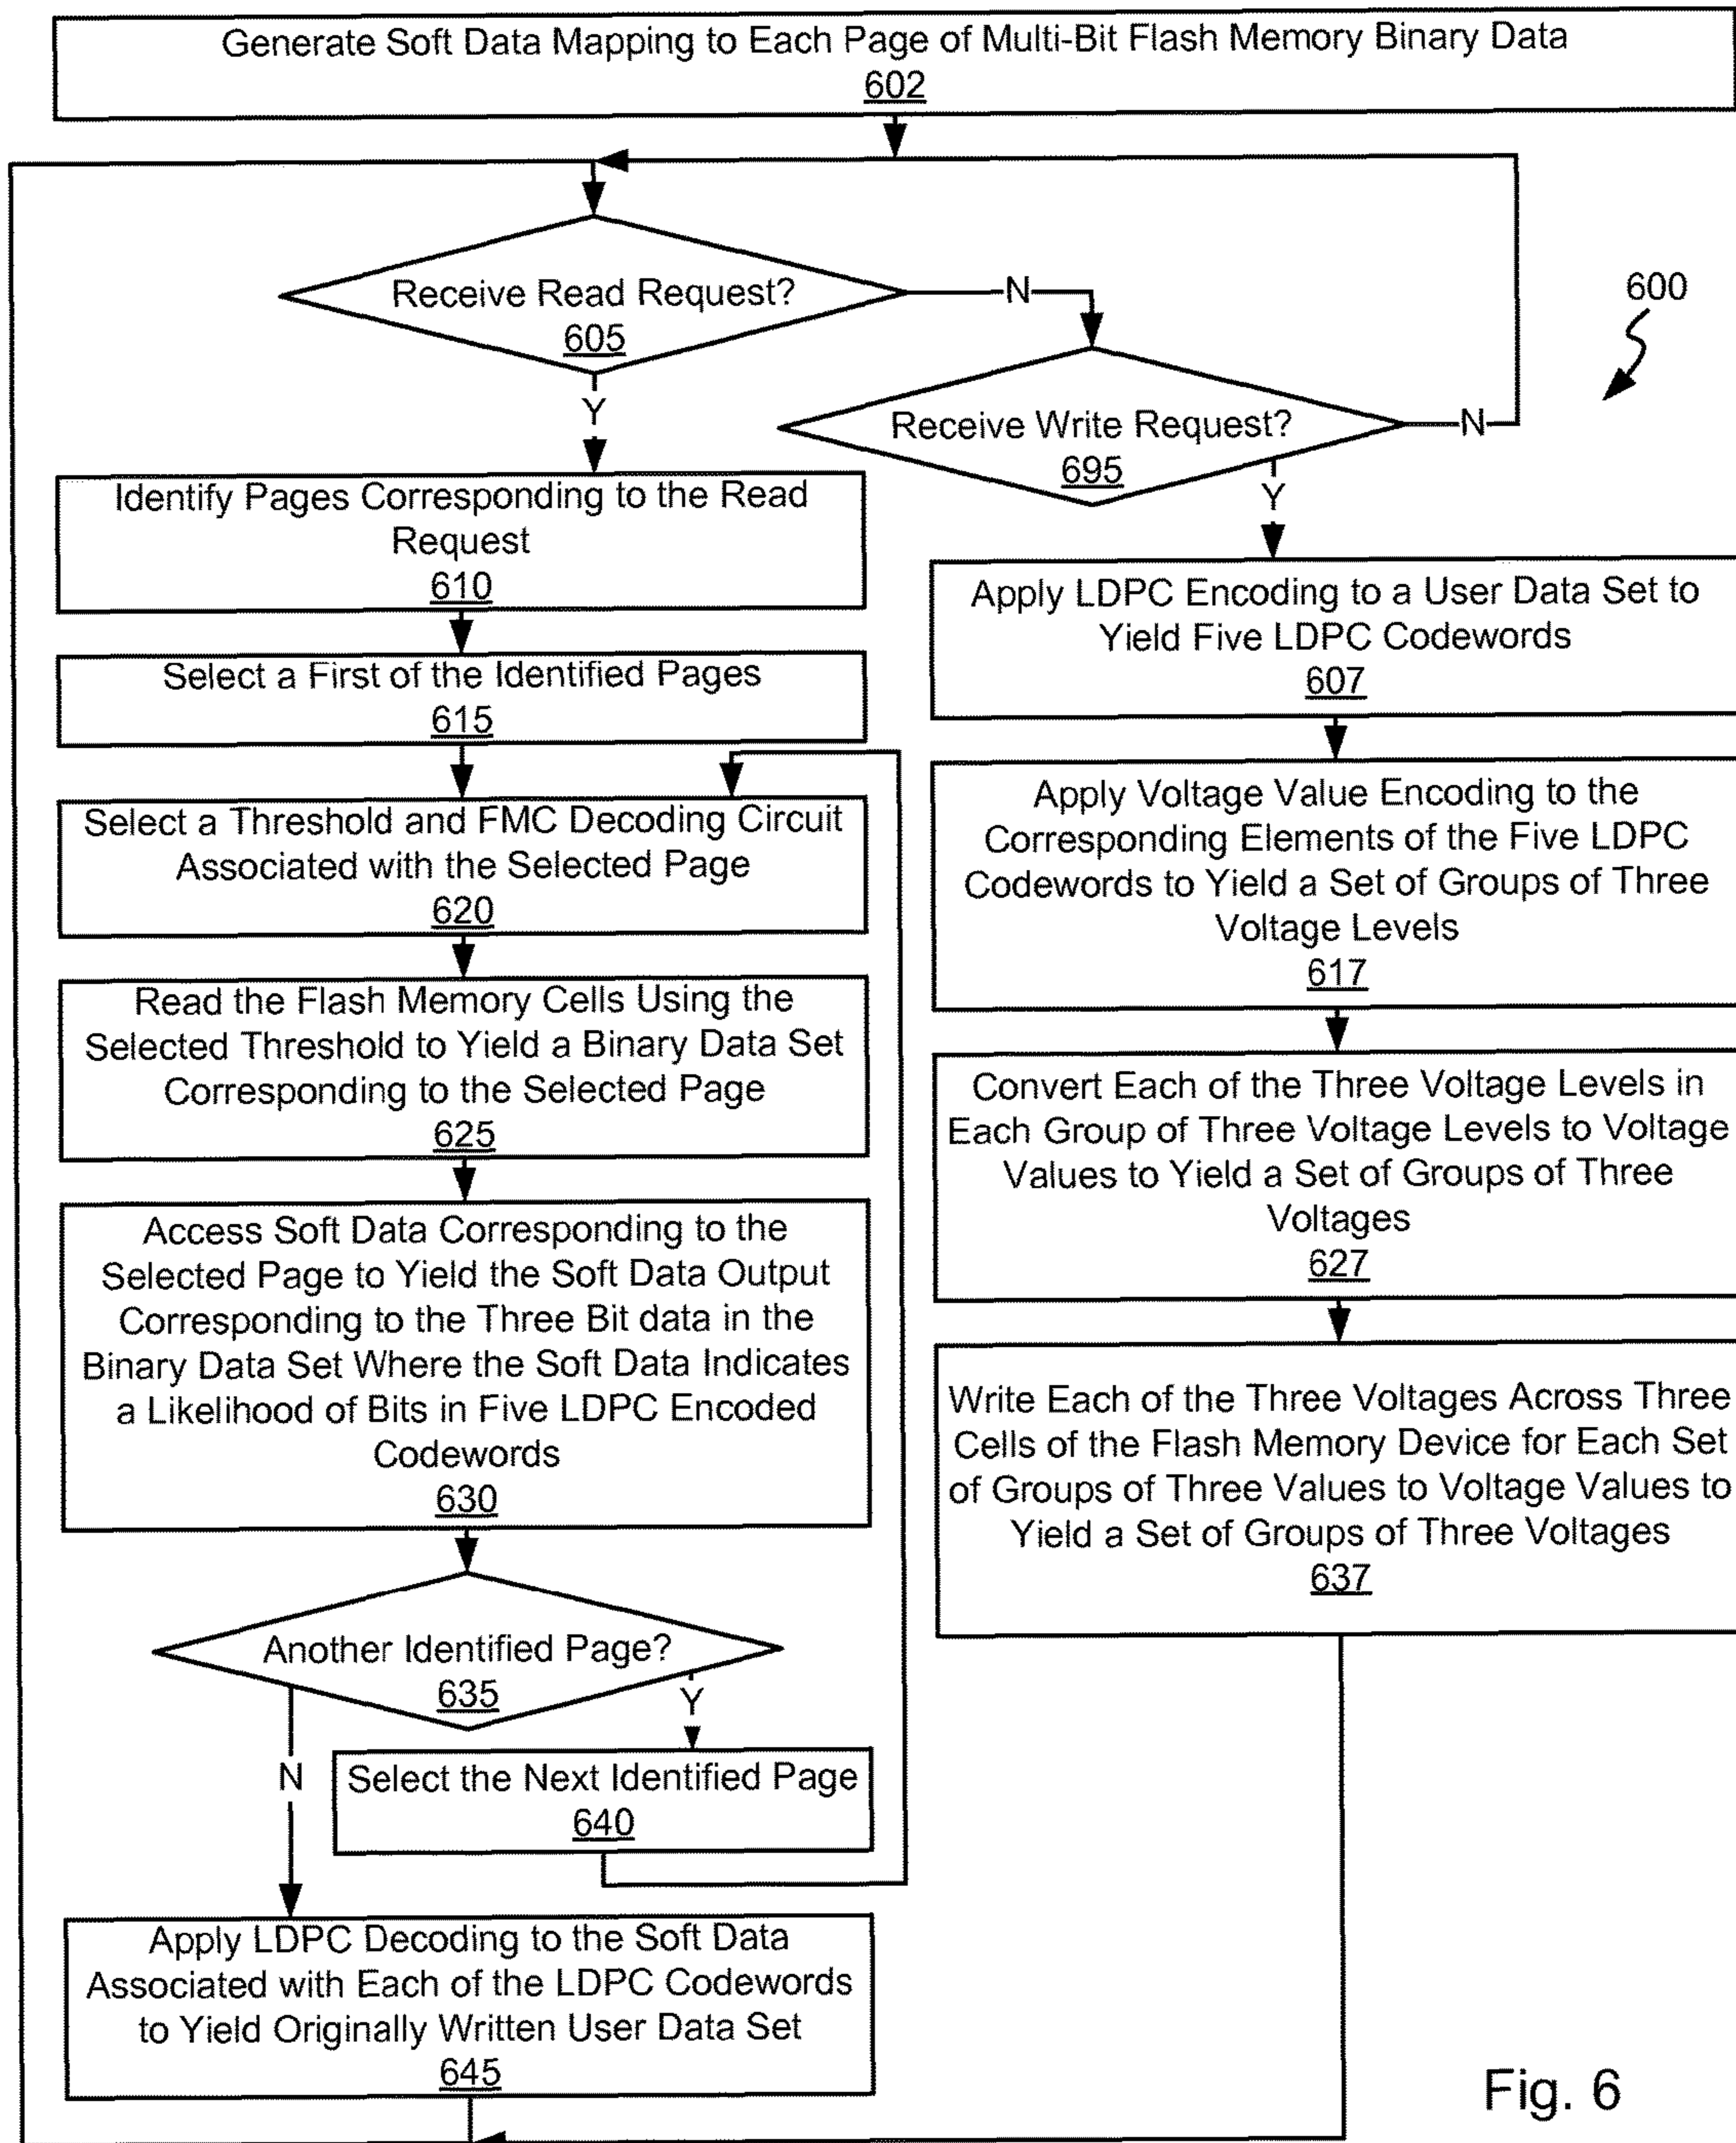 Generate Soft Data Mapping to Each Page of Multi-Bit Flash Memory Binary Data
602
Receive Read Request?
605
N
Y
600
Receive Write Request?
695
N
Y
Identify Pages Corresponding to the Read
Request
610
Select a First of the Identified Pages
615
Select a Threshold and FMC Decoding Circuit
Associated with the Selected Page
620
Read the Flash Memory Cells Using the
Selected Threshold to Yield a Binary Data Set
Corresponding to the Selected Page
625
Access Soft Data Corresponding to the
Selected Page to Yield the Soft Data Output
Corresponding to the Three Bit data in the
Binary Data Set Where the Soft Data Indicates
a Likelihood of Bits in Five LDPC Encoded
Codewords
630
Another Identified Page?
635
Y
N
Select the Next Identified Page
640
Apply LDPC Decoding to the Soft Data
Associated with Each of the LDPC Codewords
to Yield Originally Written User Data Set
645
Apply LDPC Encoding to a User Data Set to
Yield Five LDPC Codewords
607
Apply Voltage Value Encoding to the
Corresponding Elements of the Five LDPC
Codewords to Yield a Set of Groups of Three
Voltage Levels
617
Convert Each of the Three Voltage Levels in
Each Group of Three Voltage Levels to Voltage
Values to Yield a Set of Groups of Three
Voltages
627
Write Each of the Three Voltages Across Three
Cells of the Flash Memory Device for Each Set
of Groups of Three Values to Voltage Values to
Yield a Set of Groups of Three Voltages
637
Fig. 6